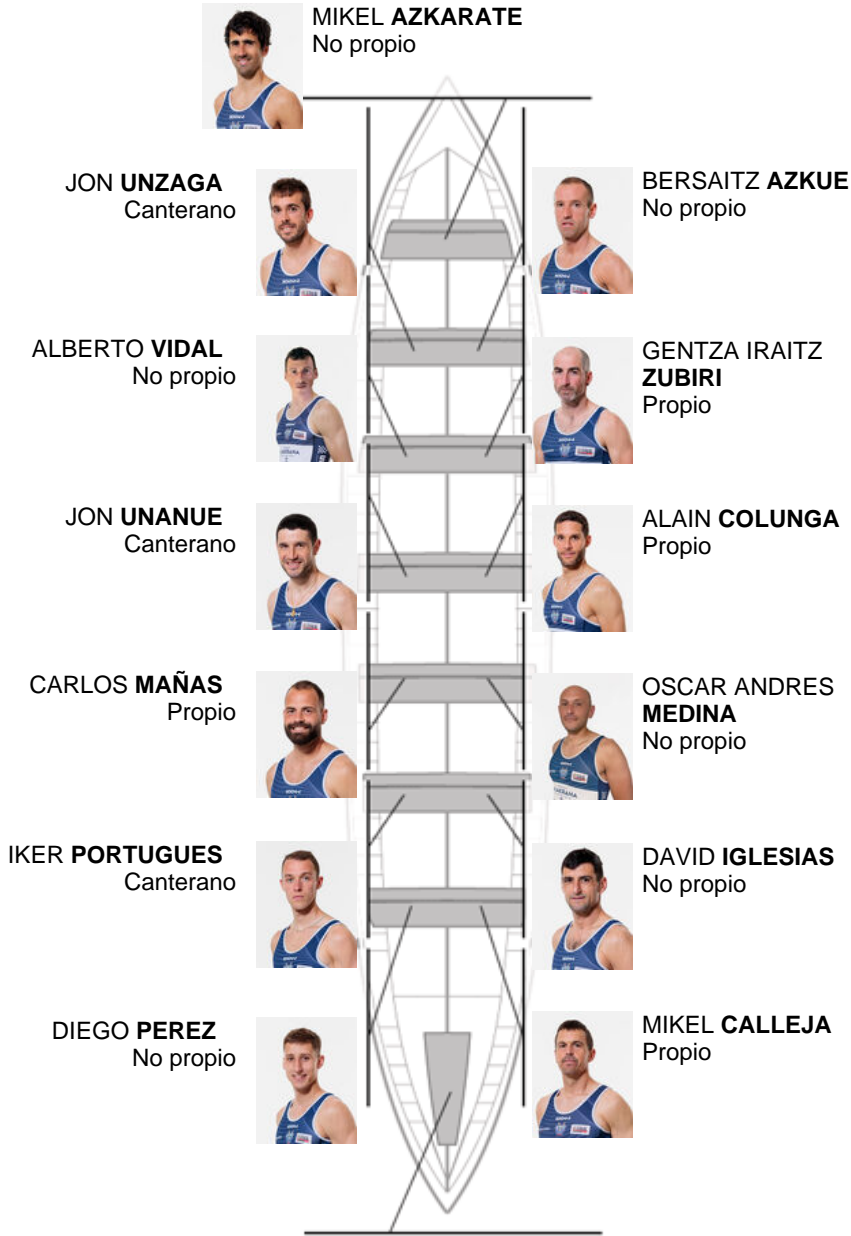 MIKEL AZKARATE
No propio
JON UNZAGA
Canterano
BERSAITZ AZKUE
No propio
ALBERTO VIDAL
No propio
GENTZA IRAITZ
ZUBIRI
Propio
JON UNANUE
Canterano
ALAIN COLUNGA
Propio
CARLOS MAÑAS
Propio
OSCAR ANDRES
MEDINA
No propio
IKER PORTUGUES
Canterano
DAVID IGLESIAS
No propio
DIEGO PEREZ
No propio
MIKEL CALLEJA
Propio